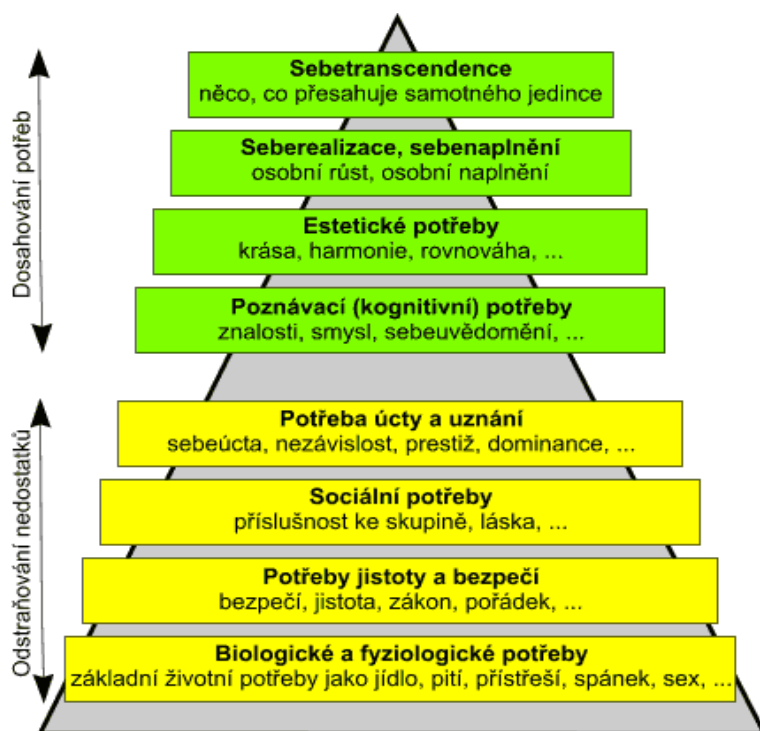 Sebetranscendence
něco, co přesahuje samotného jedince
Seberealizace, sebenaplnění
osobní růst, osobní naplnění
Estetické potřeby
krása, harmonie, rovnováha, ...
Poznávací (kognitivní) potřeby
znalosti, smysl, sebeuvědomění, ...
Dosahování potřeb
Potřeba úcty a uznání
sebeúcta, nezávislost, prestiž, dominance, ...
Sociální potřeby
příslušnost ke skupině, láska, ...
Potřeby jistoty a bezpečí
bezpečí, jistota, zákon, pořádek, ...
Biologické a fyziologické potřeby
základní životní potřeby jako jídlo, pití, přístřeší, spánek, sex, ...
Odstraňování nedostatků